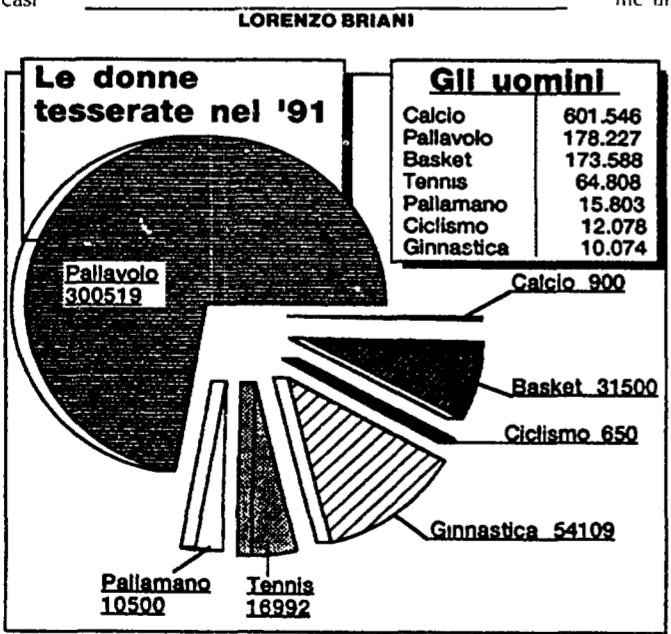 casi
LORENZO BRIANI
Le donne
tesserate nel '91
Gli uomini
Calcio 601.546
Pallavolo 178.227
Basket 173.588
Tennis 64.808
Pallamano 15.803
Ciclismo 12.078
Ginnastica 10.074
Pallavolo
300519
Calcio 900
Basket 31500
Ciclismo 650
Ginnastica 54109
Pallamano
10500
Tennis
16992